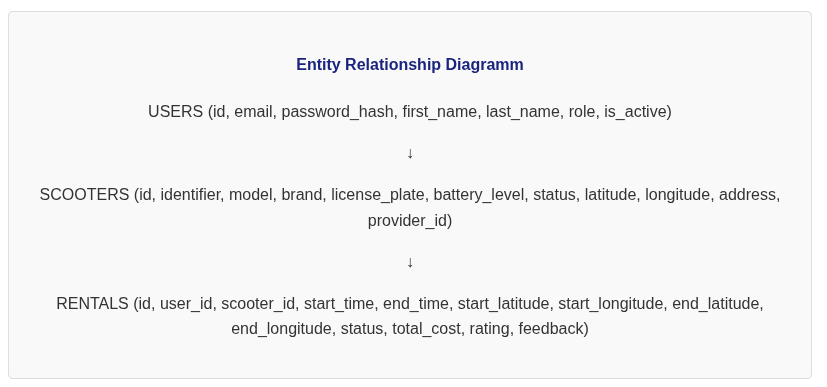 Entity Relationship Diagramm
USERS (id, email, password_hash, first_name, last_name, role, is_active)
↓
SCOOTERS (id, identifier, model, brand, license_plate, battery_level, status, latitude, longitude, address,
provider_id)
↓
RENTALS (id, user_id, scooter_id, start_time, end_time, start_latitude, start_longitude, end_latitude,
end_longitude, status, total_cost, rating, feedback)